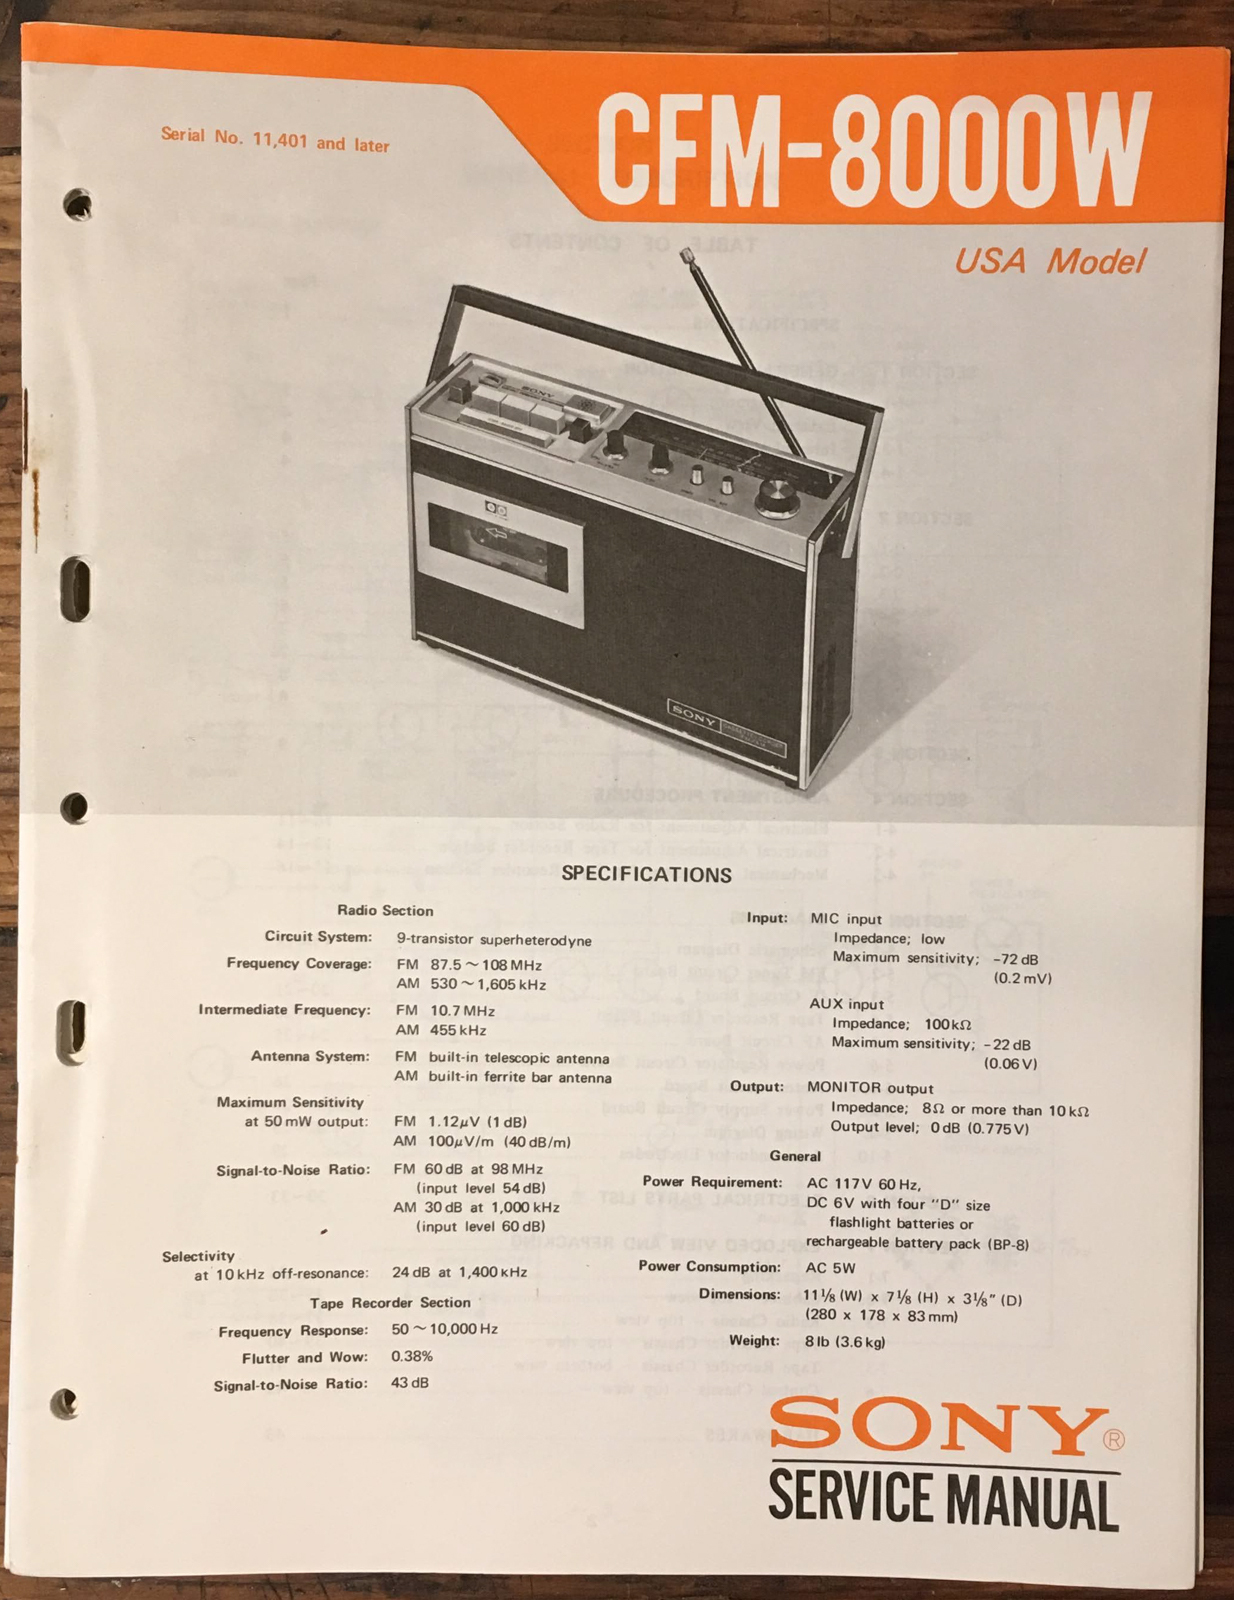 Serial No. 11,401 and later
CFM-8000W
USA Model
SONY
SONY
SPECIFICATIONS
Radio Section
Circuit System: 9-transistor superheterodyne
Frequency Coverage: FM 87.5 ~ 108 MHz
AM 530 ~ 1,605 kHz
Intermediate Frequency: FM 10.7 MHz
AM 455 kHz
Antenna System: FM built-in telescopic antenna
AM built-in ferrite bar antenna
Maximum Sensitivity
at 50 mW output: FM 1.12μV (1 dB)
AM 100μV/m (40 dB/m)
Signal-to-Noise Ratio: FM 60 dB at 98 MHz
(input level 54 dB)
AM 30 dB at 1,000 kHz
(input level 60 dB)
Selectivity
at 10 kHz off-resonance: 24 dB at 1,400 kHz
Tape Recorder Section
Frequency Response: 50 ~ 10,000 Hz
Flutter and Wow: 0.38%
Signal-to-Noise Ratio: 43 dB
Input: MIC input
Impedance; low
Maximum sensitivity; -72 dB
(0.2 mV)
AUX input
Impedance; 100 kΩ
Maximum sensitivity; -22 dB
(0.06 V)
Output: MONITOR output
Impedance; 8Ω or more than 10 kΩ
Output level; 0 dB (0.775 V)
General
Power Requirement: AC 117 V 60 Hz,
DC 6V with four "D" size
flashlight batteries or
rechargeable battery pack (BP-8)
Power Consumption: AC 5W
Dimensions: 11 1/8 (W) x 7 1/8 (H) x 3 1/8" (D)
(280 x 178 x 83 mm)
Weight: 8 lb (3.6 kg)
SONY®
SERVICE MANUAL